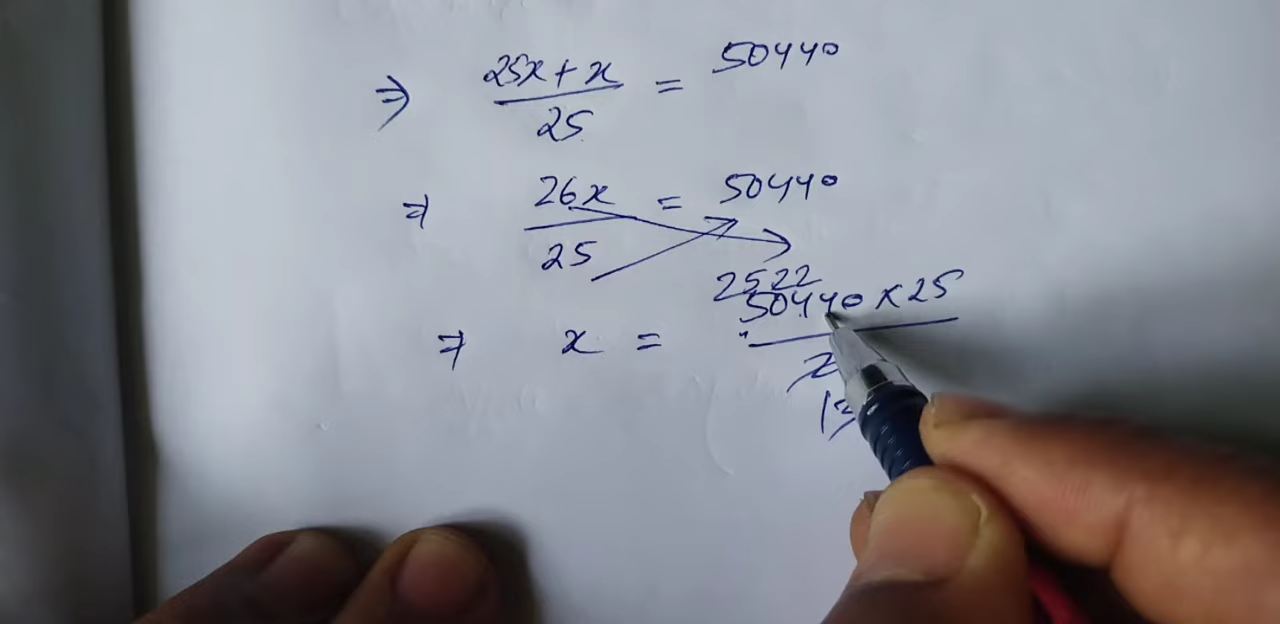 ⇒ (25x + x)/25 = 50440
⇒ 26x/25 = 50440
2522
⇒ x = 50440 × 25